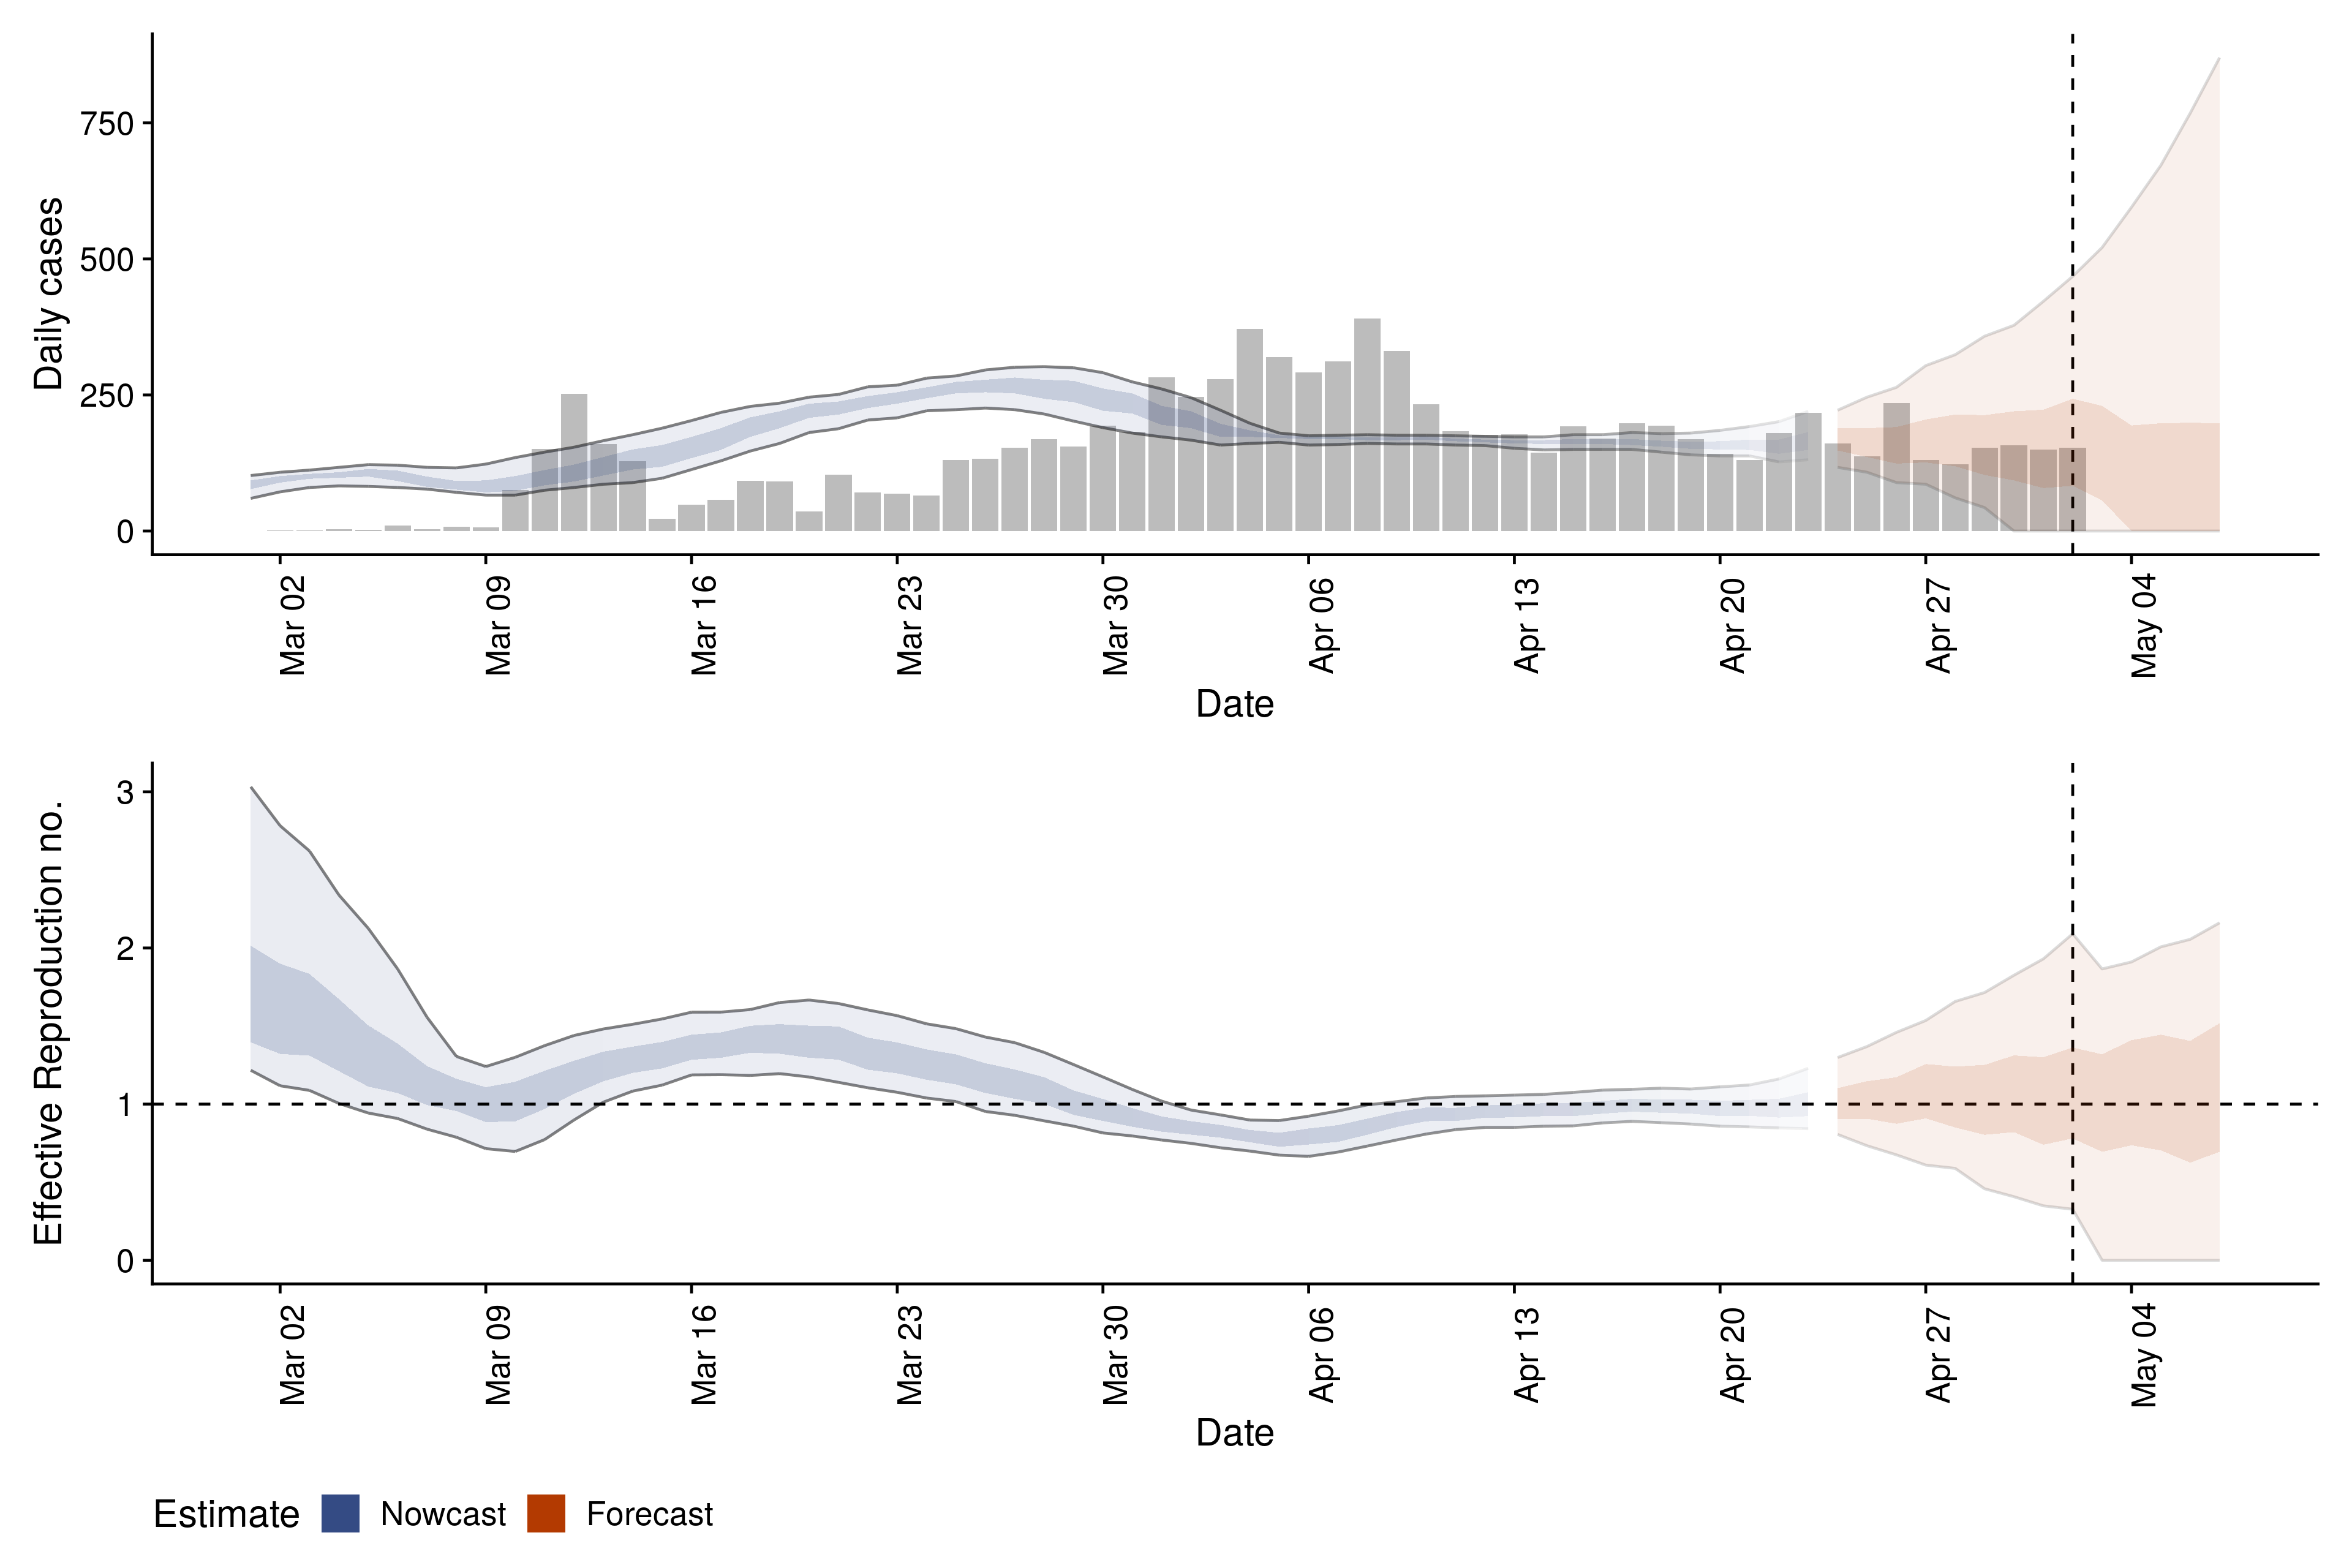 Daily cases
750
500
250
0
Mar 02
Mar 09
Mar 16
Mar 23
Mar 30
Apr 06
Apr 13
Apr 20
Apr 27
May 04
Date
Effective Reproduction no.
3
2
1
0
Mar 02
Mar 09
Mar 16
Mar 23
Mar 30
Apr 06
Apr 13
Apr 20
Apr 27
May 04
Date
Estimate Nowcast Forecast